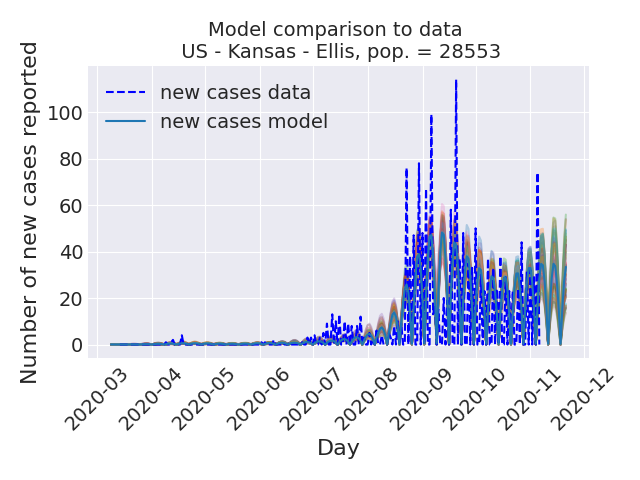 Model comparison to data
US - Kansas - Ellis, pop. = 28553
Number of new cases reported
100
80
60
40
20
0
new cases data
new cases model
2020-03
2020-04
2020-05
2020-06
2020-07
2020-08
2020-09
2020-10
2020-11
2020-12
Day